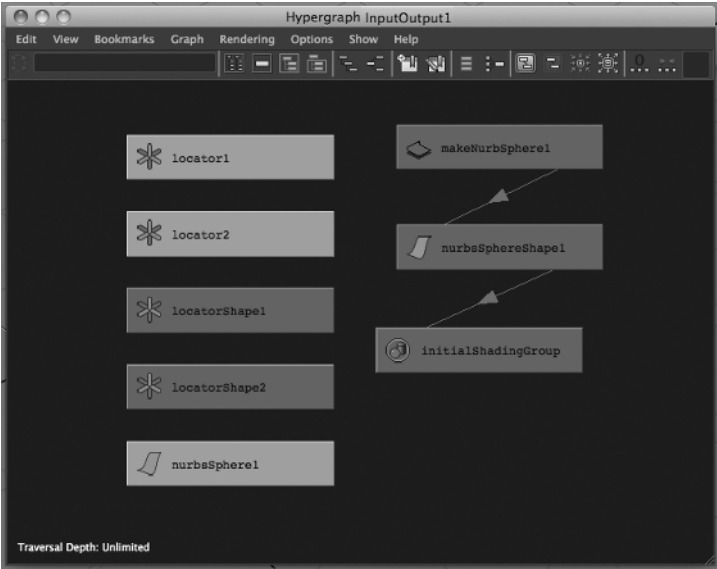 Hypergraph InputOutput1
Edit View Bookmarks Graph Rendering Options Show Help
locator1
locator2
locatorShape1
locatorShape2
nurbsSphere1
makeNurbSphere1
nurbsSphereShape1
initialShadingGroup
Traversal Depth: Unlimited